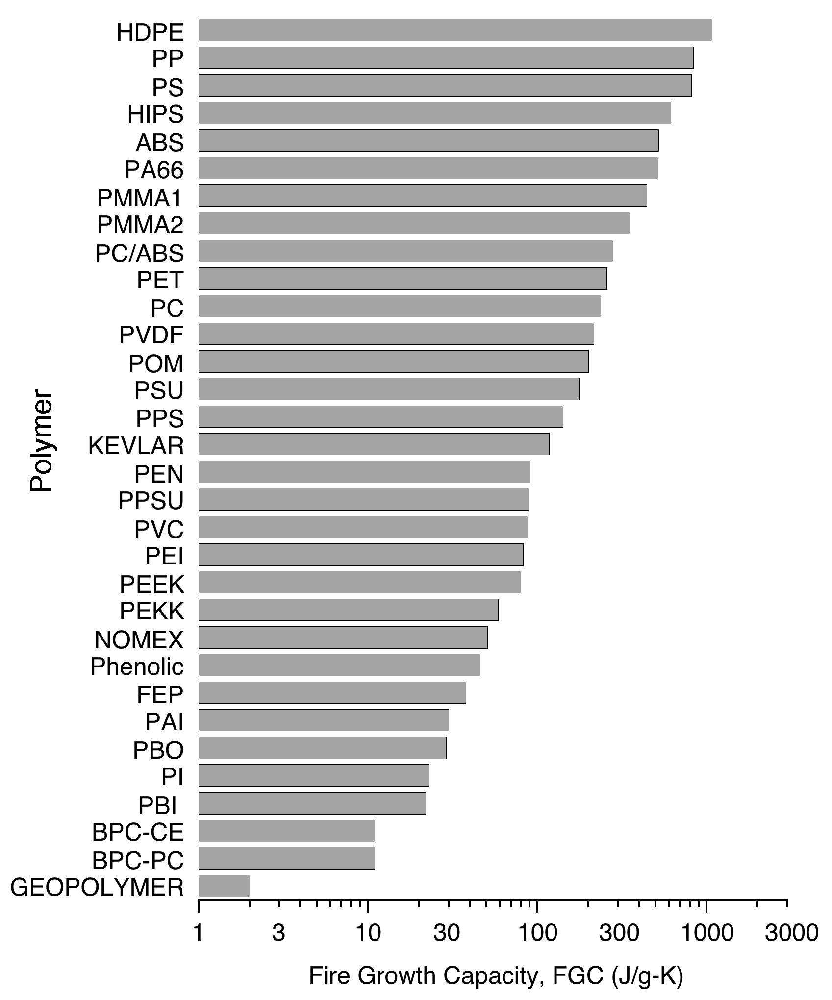 HDPE
PP
PS
HIPS
ABS
PA66
PMMA1
PMMA2
PC/ABS
PET
PC
PVDF
POM
PSU
PPS
KEVLAR
PEN
PPSU
PVC
PEI
PEEK
PEKK
NOMEX
Phenolic
FEP
PAI
PBO
PI
PBI
BPC-CE
BPC-PC
GEOPOLYMER
Polymer
1 3 10 30 100 300 1000 3000
Fire Growth Capacity, FGC (J/g-K)